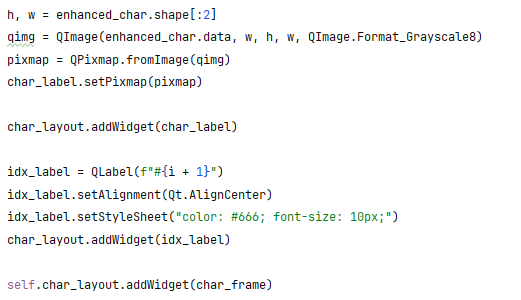 h, w = enhanced_char.shape[:2]
qimg = QImage(enhanced_char.data, w, h, w, QImage.Format_Grayscale8)
pixmap = QPixmap.fromImage(qimg)
char_label.setPixmap(pixmap)
char_layout.addWidget(char_label)
idx_label = QLabel(f"#{i + 1}")
idx_label.setAlignment(Qt.AlignCenter)
idx_label.setStyleSheet("color: #666; font-size: 10px;")
char_layout.addWidget(idx_label)
self.char_layout.addWidget(char_frame)